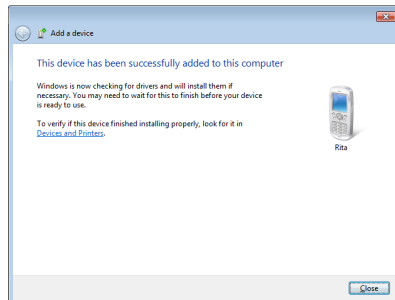 Add a device
This device has been successfully added to this computer
Windows is now checking for drivers and will install them if
necessary. You may need to wait for this to finish before your device
is ready to use.
To verify if this device finished installing properly, look for it in
Devices and Printers.
Rita
Close